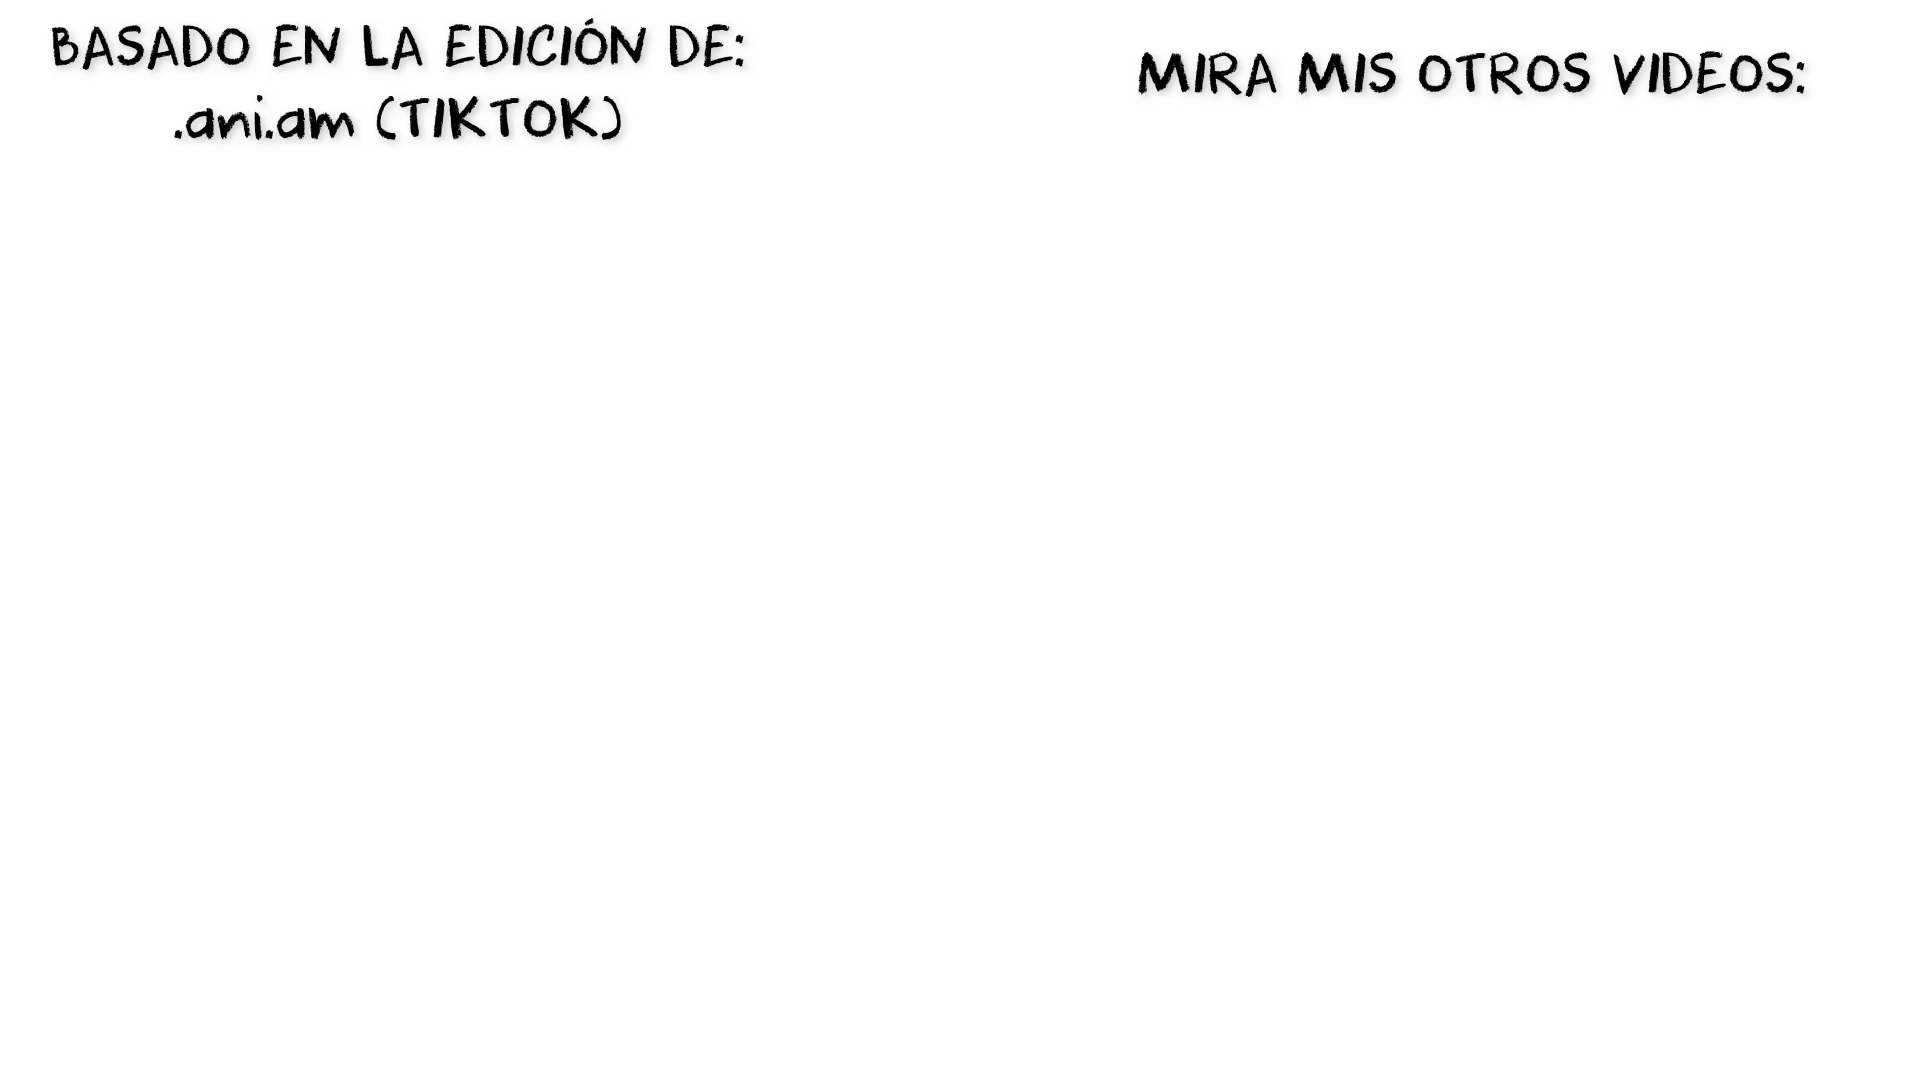 BASADO EN LA EDICIÓN DE:
.ani.am (TIKTOK)
MIRA MIS OTROS VIDEOS: